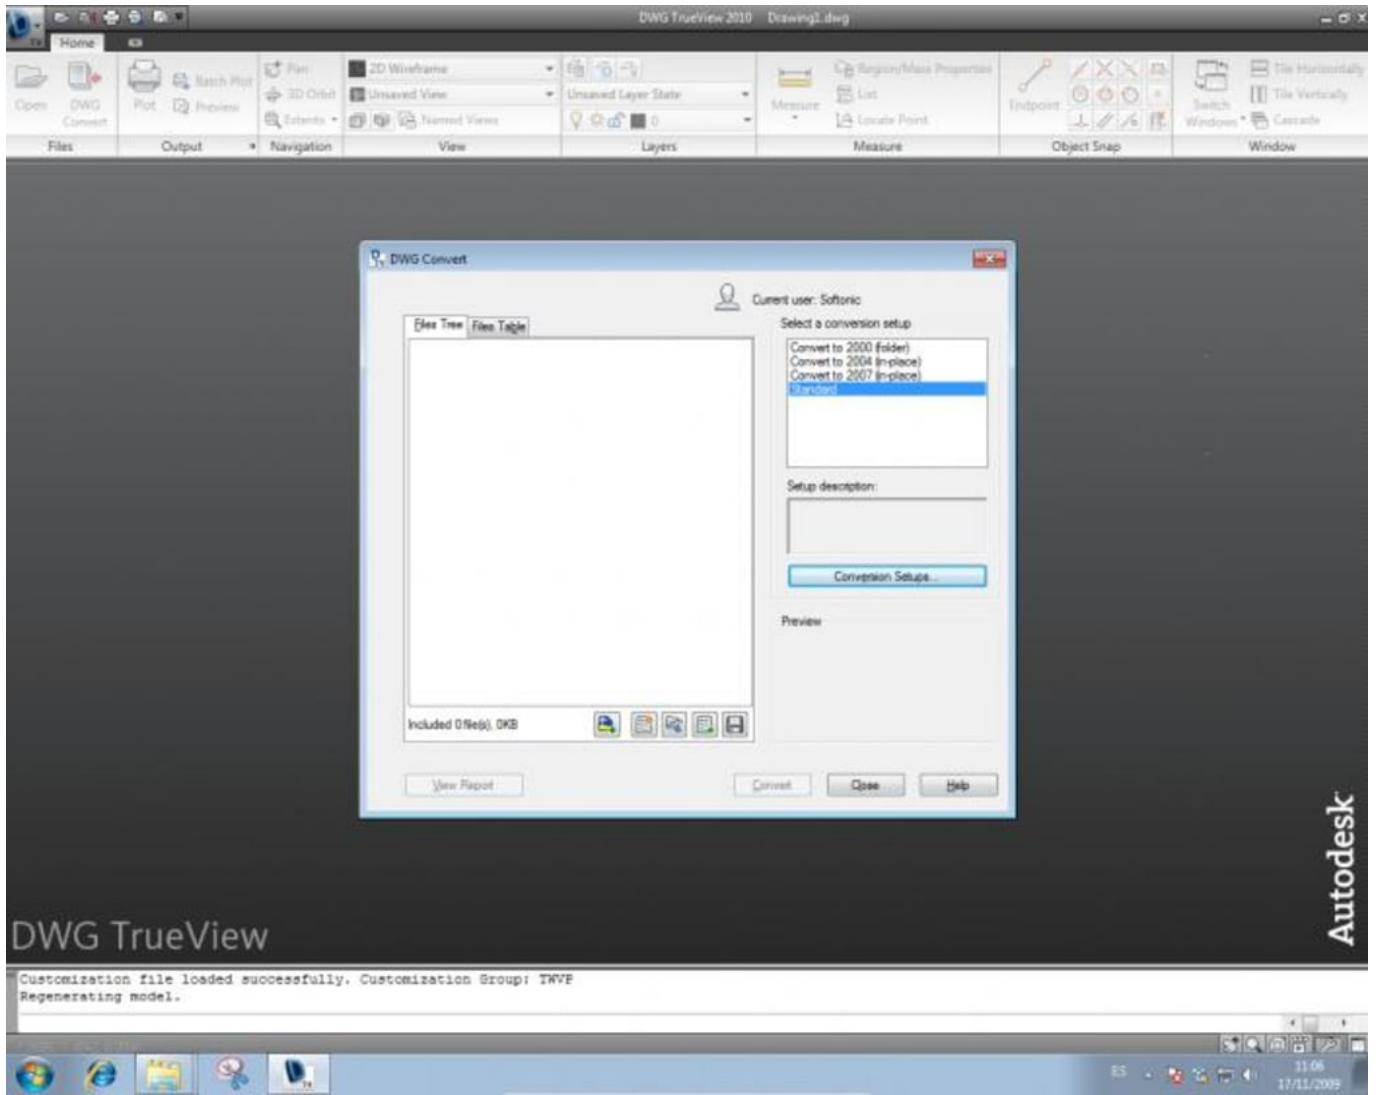 DWG TrueView 2010 Drawing1.dwg
Home
Open
DWG Convert
Plot
Batch Plot
Preview
Pan
3D Orbit
Extents
2D Wireframe
Unsaved View
Named Views
Unsaved Layer State
0
Measure
Region/Mass Properties
List
Locate Point
Endpoint
Switch Windows
Tile Horizontally
Tile Vertically
Cascade
Files
Output
Navigation
View
Layers
Measure
Object Snap
Window
DWG Convert
Current user: Softonic
Files Tree
Files Table
Select a conversion setup
Convert to 2000 (folder)
Convert to 2004 (in-place)
Convert to 2007 (in-place)
Standard
Setup description:
Conversion Setups...
Preview
Included 0 file(s), 0KB
View Report
Convert
Close
Help
Autodesk
DWG TrueView
Customization file loaded successfully. Customization Group: TWVP
Regenerating model.
ES
11:06
17/11/2009